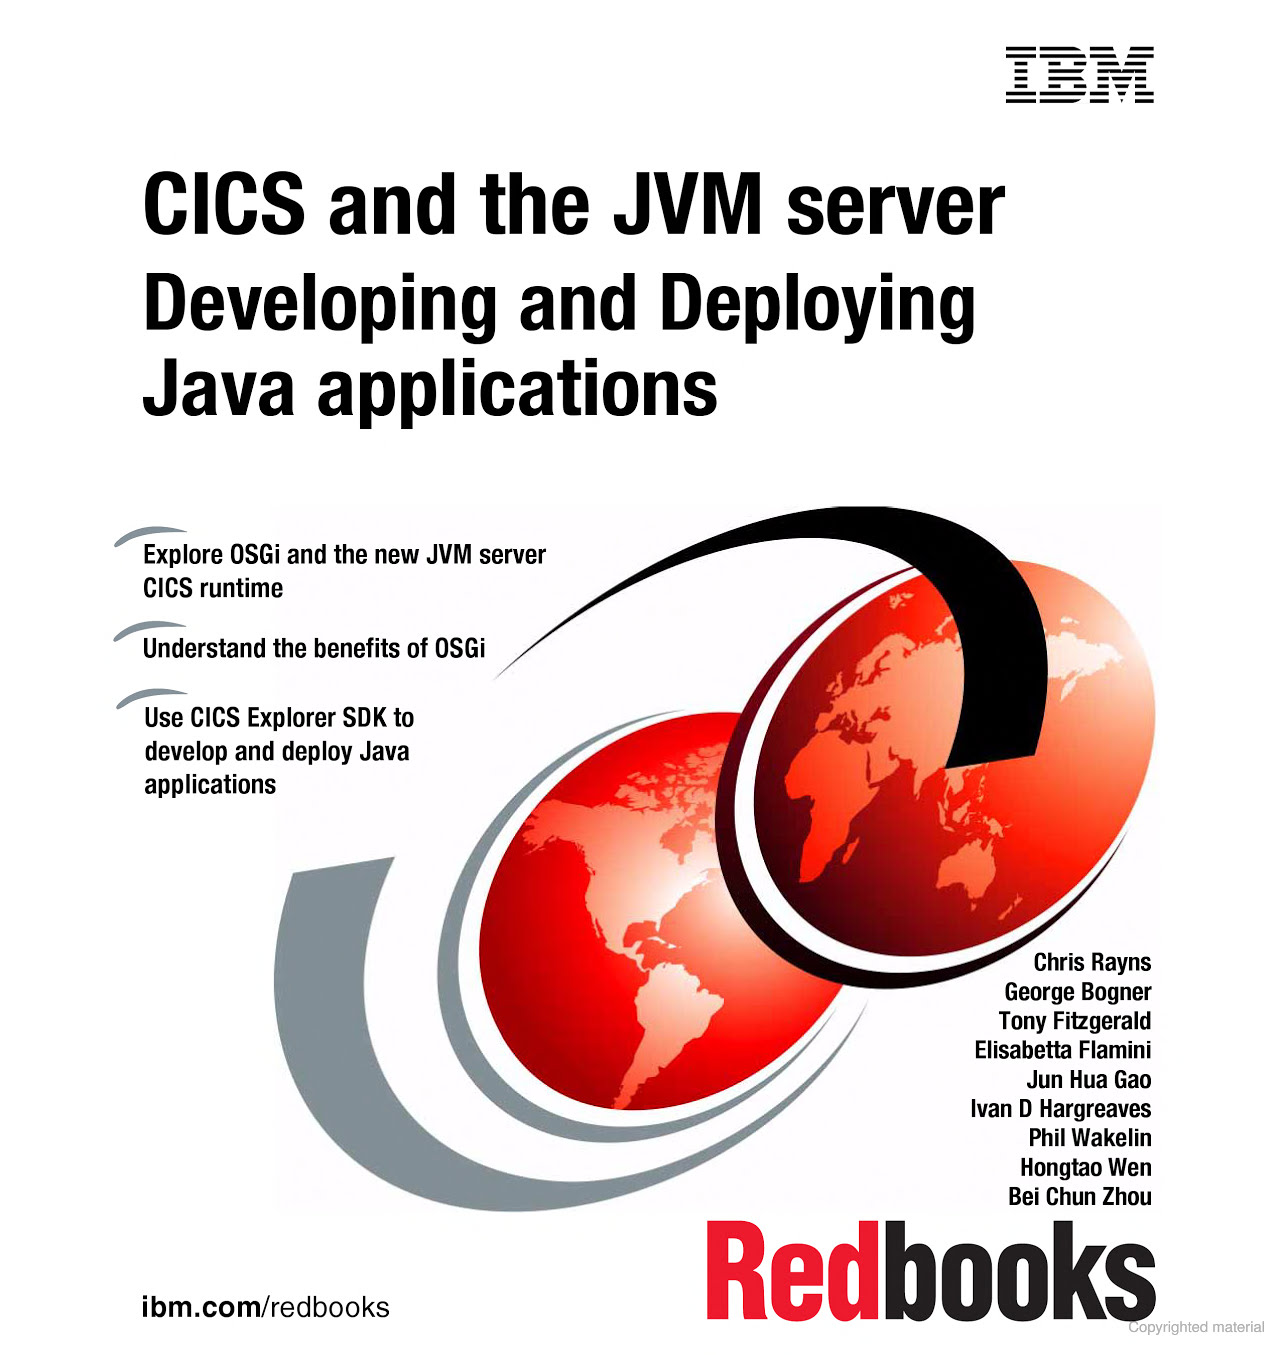 IBM
CICS and the JVM server
Developing and Deploying
Java applications
Explore OSGi and the new JVM server
CICS runtime
Understand the benefits of OSGi
Use CICS Explorer SDK to
develop and deploy Java
applications
Chris Rayns
George Bogner
Tony Fitzgerald
Elisabetta Flamini
Jun Hua Gao
Ivan D Hargreaves
Phil Wakelin
Hongtao Wen
Bei Chun Zhou
Redbooks
ibm.com/redbooks
Copyrighted material